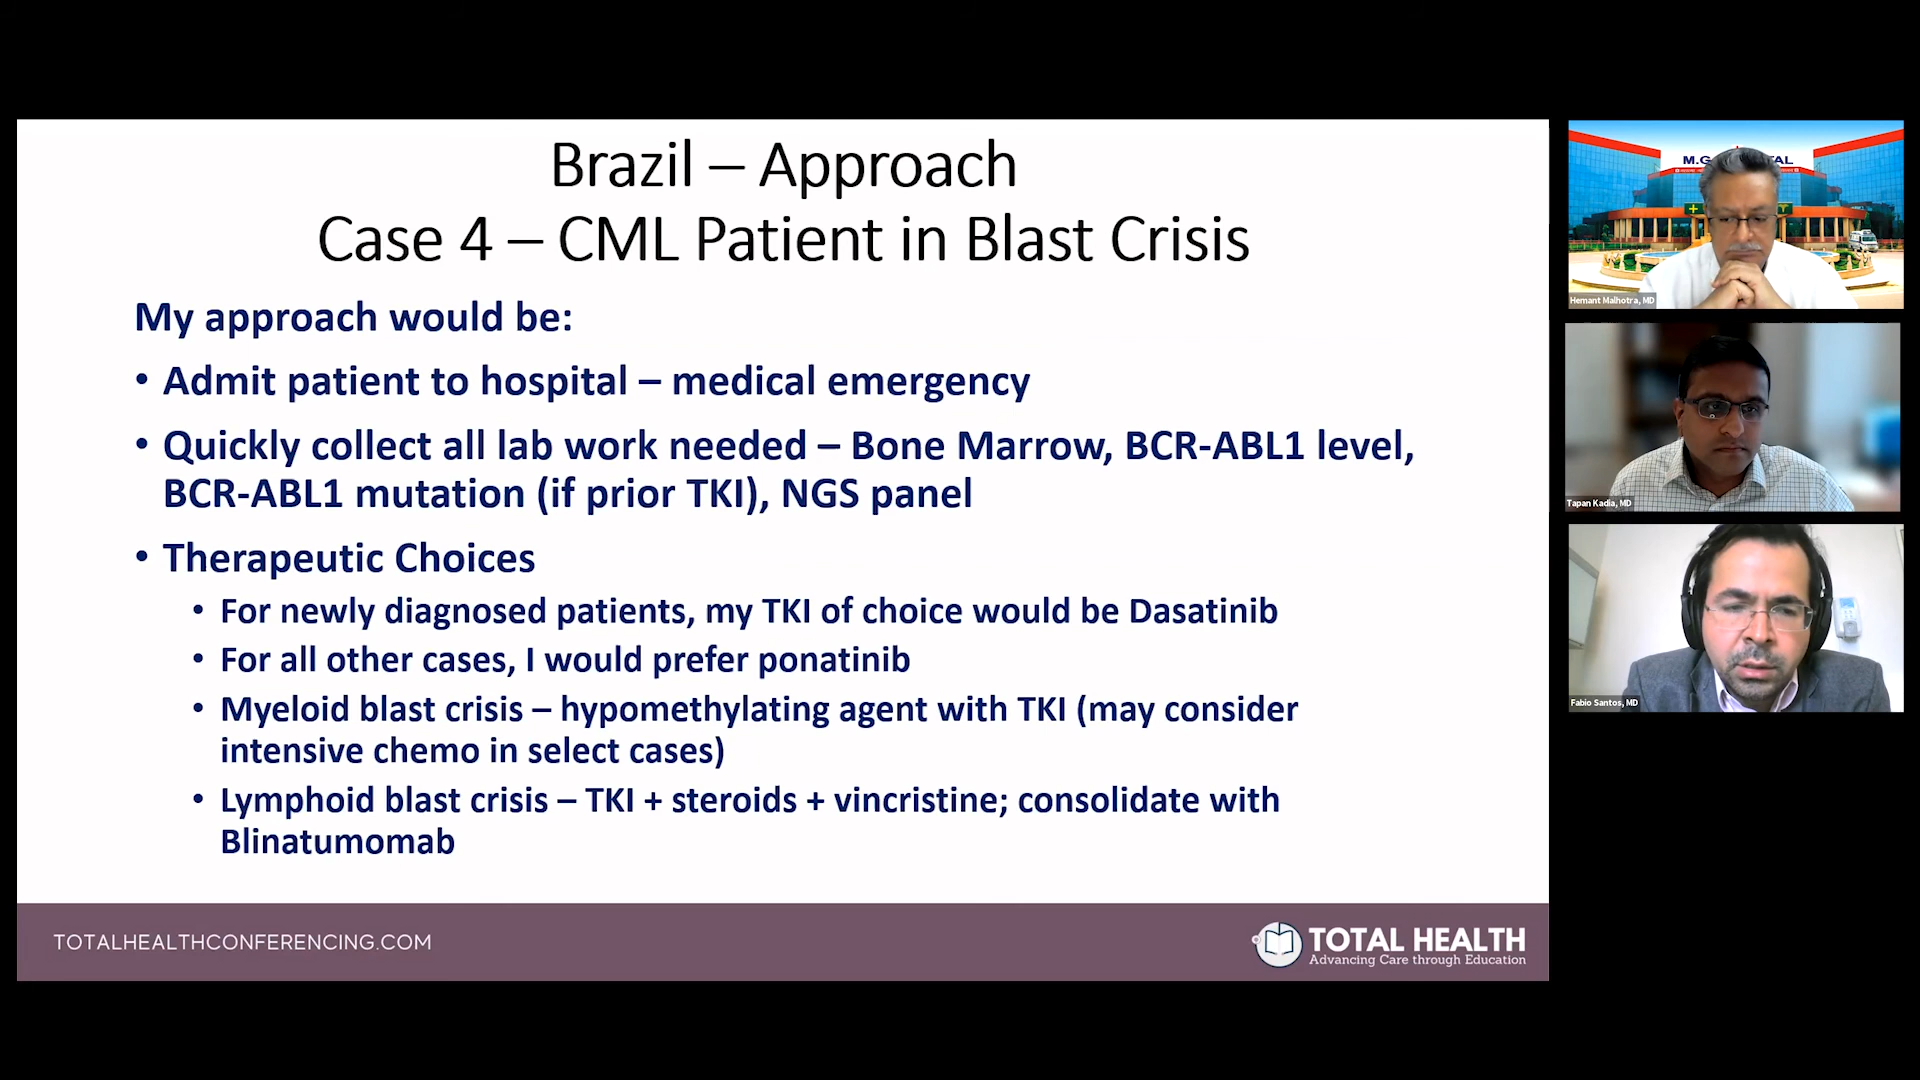 Brazil – Approach
Case 4 – CML Patient in Blast Crisis
My approach would be:
• Admit patient to hospital – medical emergency
• Quickly collect all lab work needed – Bone Marrow, BCR-ABL1 level,
BCR-ABL1 mutation (if prior TKI), NGS panel
• Therapeutic Choices
• For newly diagnosed patients, my TKI of choice would be Dasatinib
• For all other cases, I would prefer ponatinib
• Myeloid blast crisis – hypomethylating agent with TKI (may consider
intensive chemo in select cases)
• Lymphoid blast crisis – TKI + steroids + vincristine; consolidate with
Blinatumomab
TOTALHEALTHCONFERENCING.COM
TOTAL HEALTH
Advancing Care through Education
M.G.
TAL
Hemant Malhotra, MD
Tapan Kadia, MD
Fabio Santos, MD